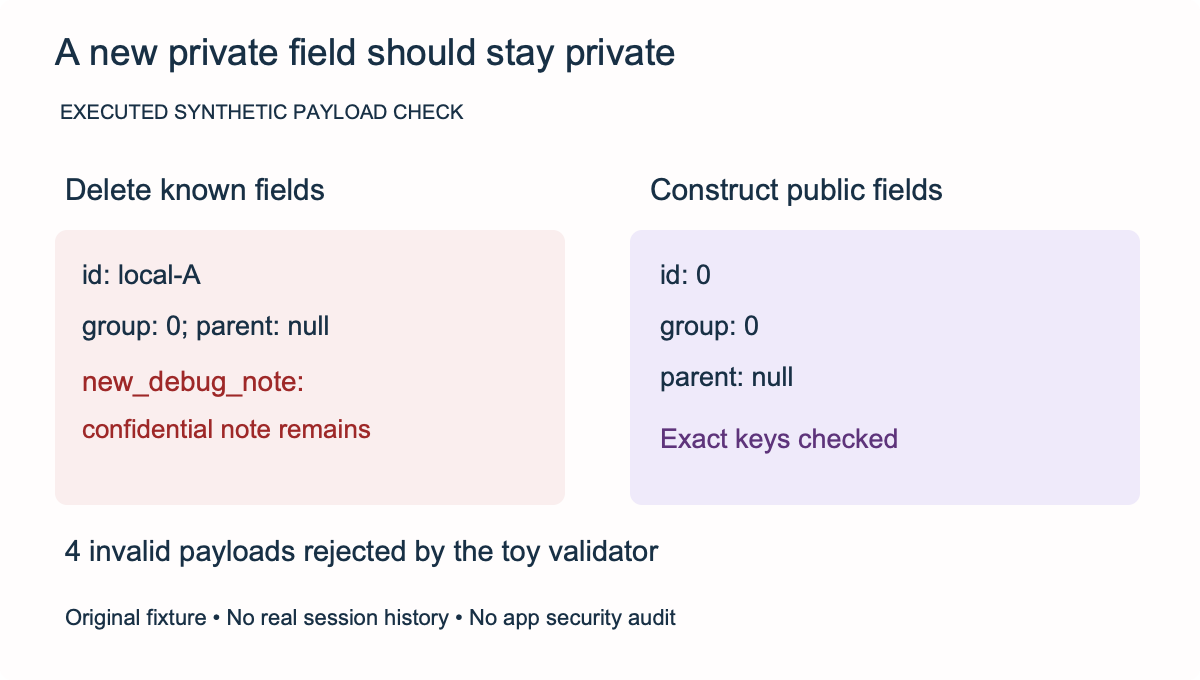 A new private field should stay private
EXECUTED SYNTHETIC PAYLOAD CHECK
Delete known fields
id: local-A
group: 0; parent: null
new_debug_note:
confidential note remains
Construct public fields
id: 0
group: 0
parent: null
Exact keys checked
4 invalid payloads rejected by the toy validator
Original fixture • No real session history • No app security audit